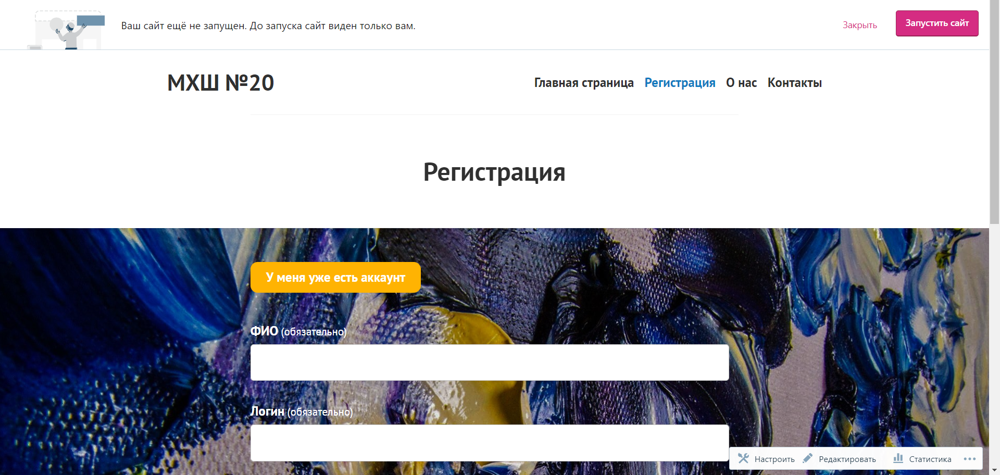 Ваш сайт ещё не запущен. До запуска сайт виден только вам.
Закрыть
Запустить сайт
МХШ №20
Главная страница Регистрация О нас Контакты
Регистрация
У меня уже есть аккаунт
ФИО (обязательно)
Логин (обязательно)
Настроить Редактировать Статистика